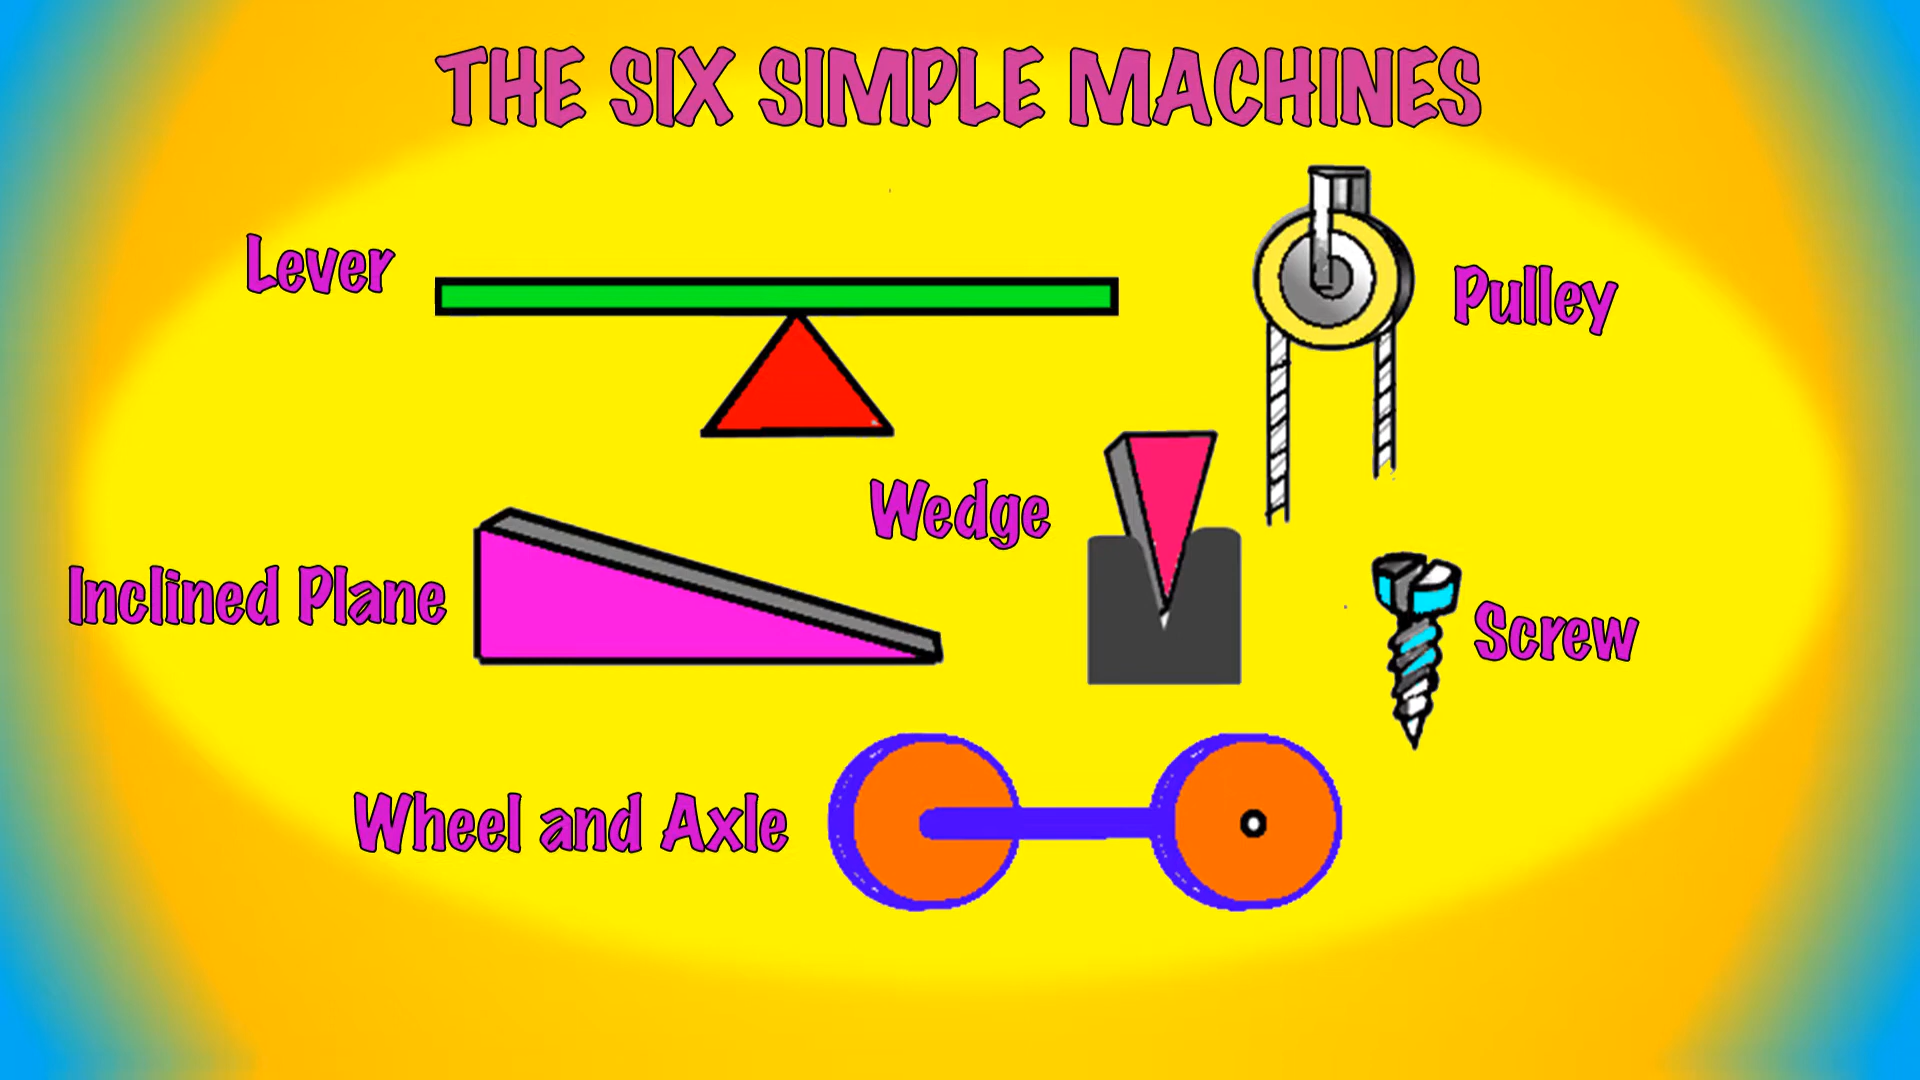 THE SIX SIMPLE MACHINES
Lever
Pulley
Wedge
Inclined Plane
Screw
Wheel and Axle